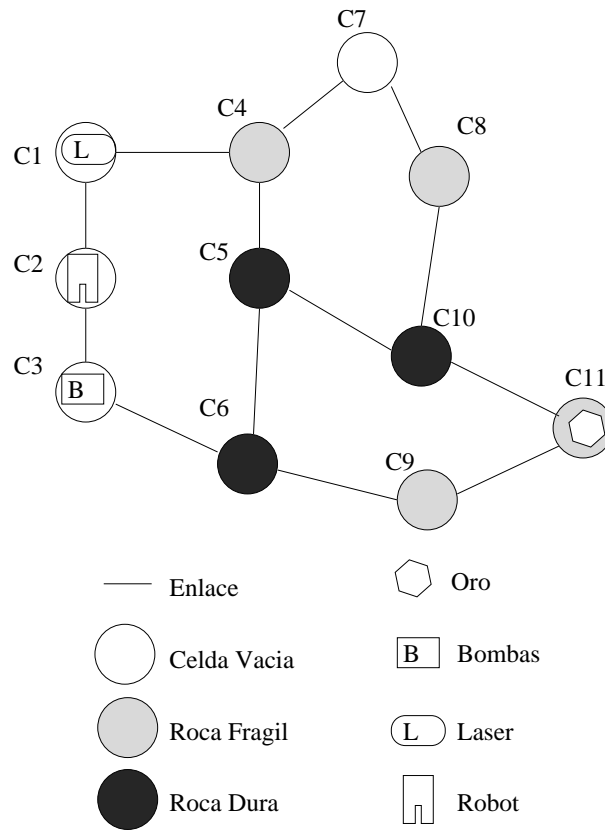 C7
C4
C8
C1
L
C2
C5
C10
C3
B
C6
C11
C9
Enlace
Oro
Celda Vacia
B
Bombas
Roca Fragil
L
Laser
Roca Dura
Robot